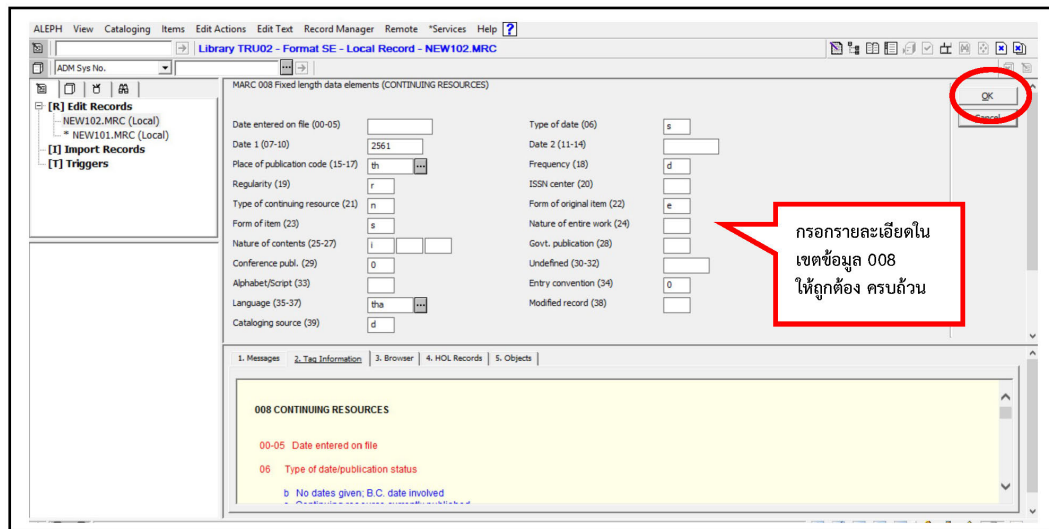 ALEPH View Cataloging Items Edit Actions Edit Text Record Manager Remote *Services Help ?
Library TRU02 - Format SE - Local Record - NEW102.MRC
ADM Sys No.
[R] Edit Records
NEW102.MRC (Local)
* NEW101.MRC (Local)
[I] Import Records
[T] Triggers
MARC 008 Fixed length data elements (CONTINUING RESOURCES)
OK
Cancel
Date entered on file (00-05) Type of date (06) s
Date 1 (07-10) 2561 Date 2 (11-14)
Place of publication code (15-17) th ... Frequency (18) d
Regularity (19) r ISSN center (20)
Type of continuing resource (21) n Form of original item (22) e
Form of item (23) s Nature of entire work (24)
Nature of contents (25-27) i Govt. publication (28)
Conference publ. (29) 0 Undefined (30-32)
Alphabet/Script (33) Entry convention (34) 0
Language (35-37) tha ... Modified record (38)
Cataloging source (39) d
กรอกรายละเอียดใน
เขตข้อมูล 008
ให้ถูกต้อง ครบถ้วน
1. Messages 2. Tag Information 3. Browser 4. HOL Records 5. Objects
008 CONTINUING RESOURCES
00-05 Date entered on file
06 Type of date/publication status
b No dates given; B.C. date involved
c Continuing resource currently published